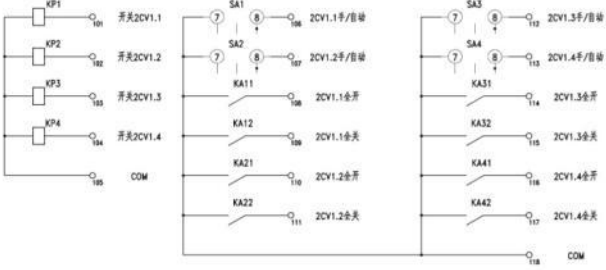 KP1
101
开关2CV1.1
KP2
102
开关2CV1.2
KP3
103
开关2CV1.3
KP4
104
开关2CV1.4
105
COM
SA1
7
8
106
2CV1.1手/自动
SA2
7
8
107
2CV1.2手/自动
KA11
108
2CV1.1全开
KA12
109
2CV1.1全关
KA21
110
2CV1.2全开
KA22
111
2CV1.2全关
SA3
7
8
112
2CV1.3手/自动
SA4
7
8
113
2CV1.4手/自动
KA31
114
2CV1.3全开
KA32
115
2CV1.3全关
KA41
116
2CV1.4全开
KA42
117
2CV1.4全关
118
COM